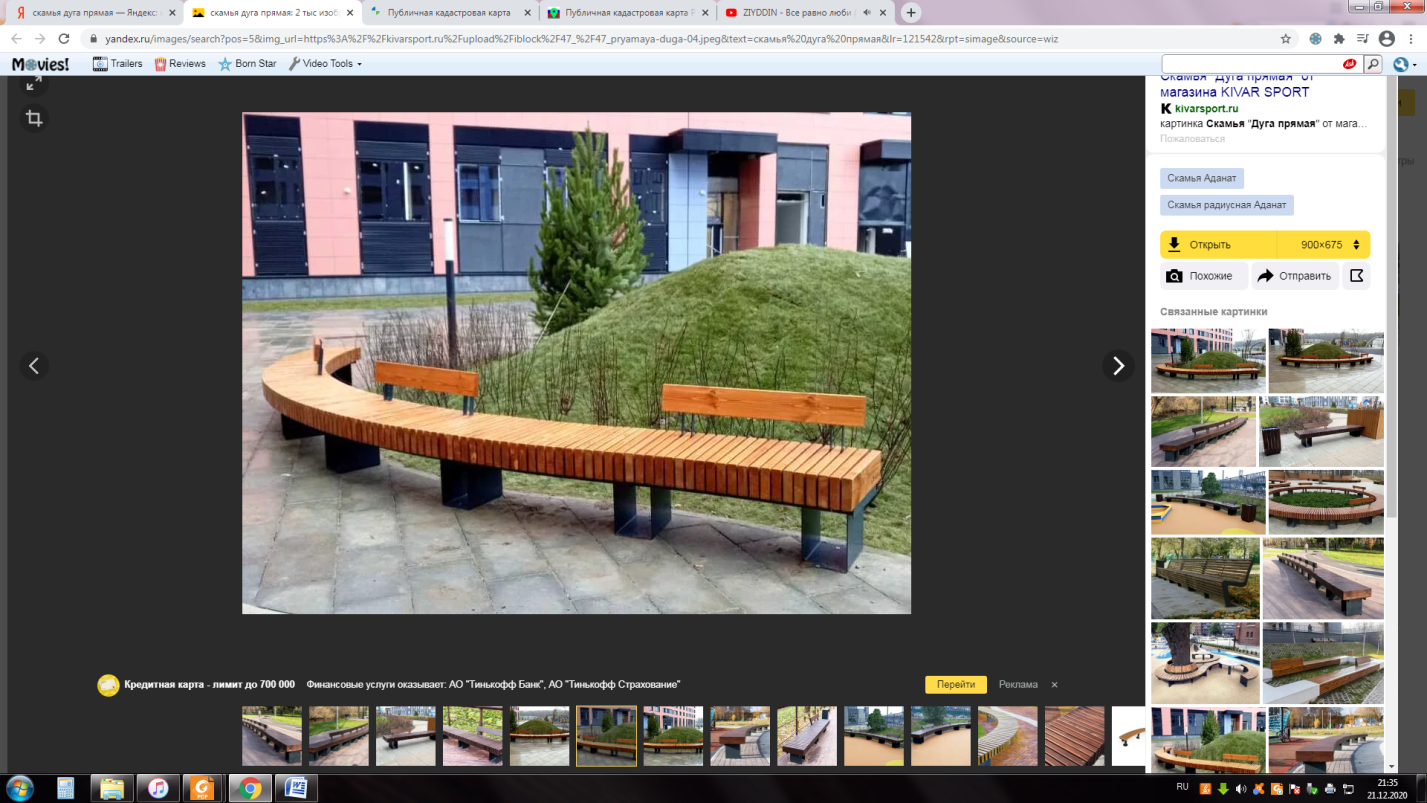 скамья дуга прямая — Яндекс:
скамья дуга прямая: 2 тыс изоб
Публичная кадастровая карта
Публичная кадастровая карта Р
ZIYDDIN - Все равно люби
yandex.ru/images/search?pos=5&img_url=https%3A%2F%2Fkivarsport.ru%2Fupload%2Fiblock%2F47_%2F47_pryamaya-duga-04.jpeg&text=скамья%20дуга%20прямая&lr=121542&rpt=simage&source=wiz
Movies!
Trailers
Reviews
Born Star
Video Tools
Скамья "Дуга прямая" от
магазина KIVAR SPORT
kivarsport.ru
картинка Скамья "Дуга прямая" от мага...
Пожаловаться
Скамья Аданат
Скамья радиусная Аданат
Открыть
900×675
Похожие
Отправить
Связанные картинки
Кредитная карта - лимит до 700 000
Финансовые услуги оказывает: АО "Тинькофф Банк", АО "Тинькофф Страхование"
Перейти
Реклама
RU
21:35
21.12.2020